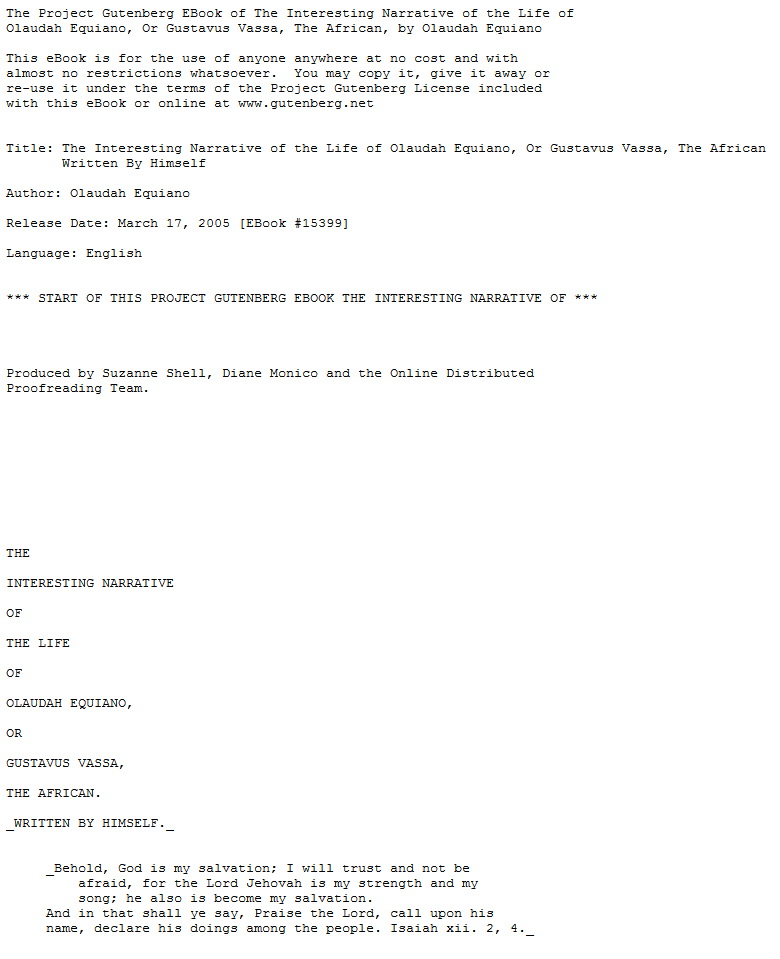 The Project Gutenberg EBook of The Interesting Narrative of the Life of
Olaudah Equiano, Or Gustavus Vassa, The African, by Olaudah Equiano
This eBook is for the use of anyone anywhere at no cost and with
almost no restrictions whatsoever.  You may copy it, give it away or
re-use it under the terms of the Project Gutenberg License included
with this eBook or online at www.gutenberg.net
Title: The Interesting Narrative of the Life of Olaudah Equiano, Or Gustavus Vassa, The African
Written By Himself
Author: Olaudah Equiano
Release Date: March 17, 2005 [EBook #15399]
Language: English
*** START OF THIS PROJECT GUTENBERG EBOOK THE INTERESTING NARRATIVE OF ***
Produced by Suzanne Shell, Diane Monico and the Online Distributed
Proofreading Team.
THE
INTERESTING NARRATIVE
OF
THE LIFE
OF
OLAUDAH EQUIANO,
OR
GUSTAVUS VASSA,
THE AFRICAN.
_WRITTEN BY HIMSELF._
_Behold, God is my salvation; I will trust and not be
afraid, for the Lord Jehovah is my strength and my
song; he also is become my salvation.
And in that shall ye say, Praise the Lord, call upon his
name, declare his doings among the people. Isaiah xii. 2, 4._